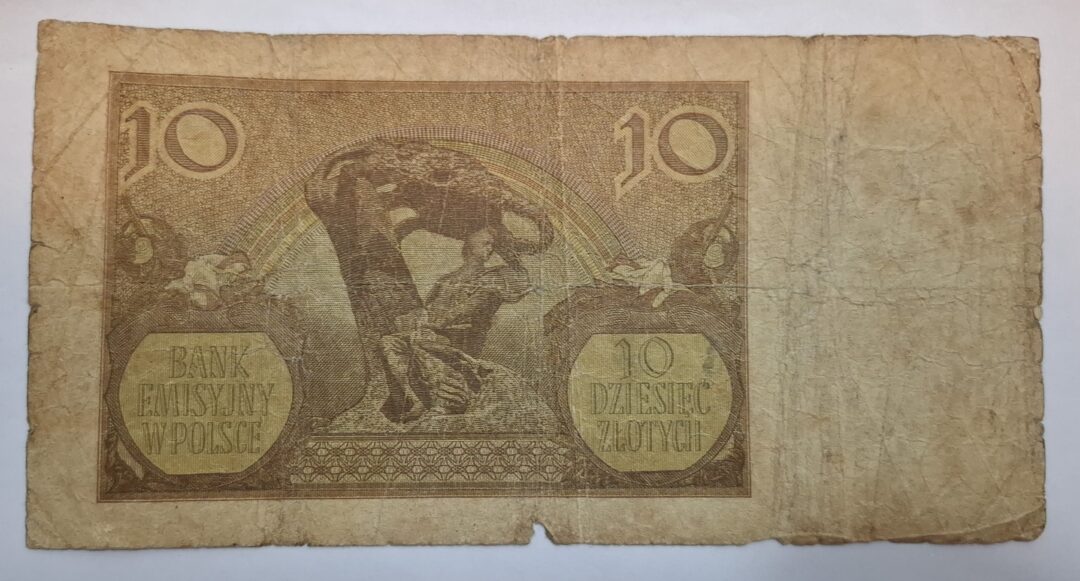 10 10
BANK
EMISYJNY
W POLSCE
10
DZIESIĘĆ
ZŁOTYCH